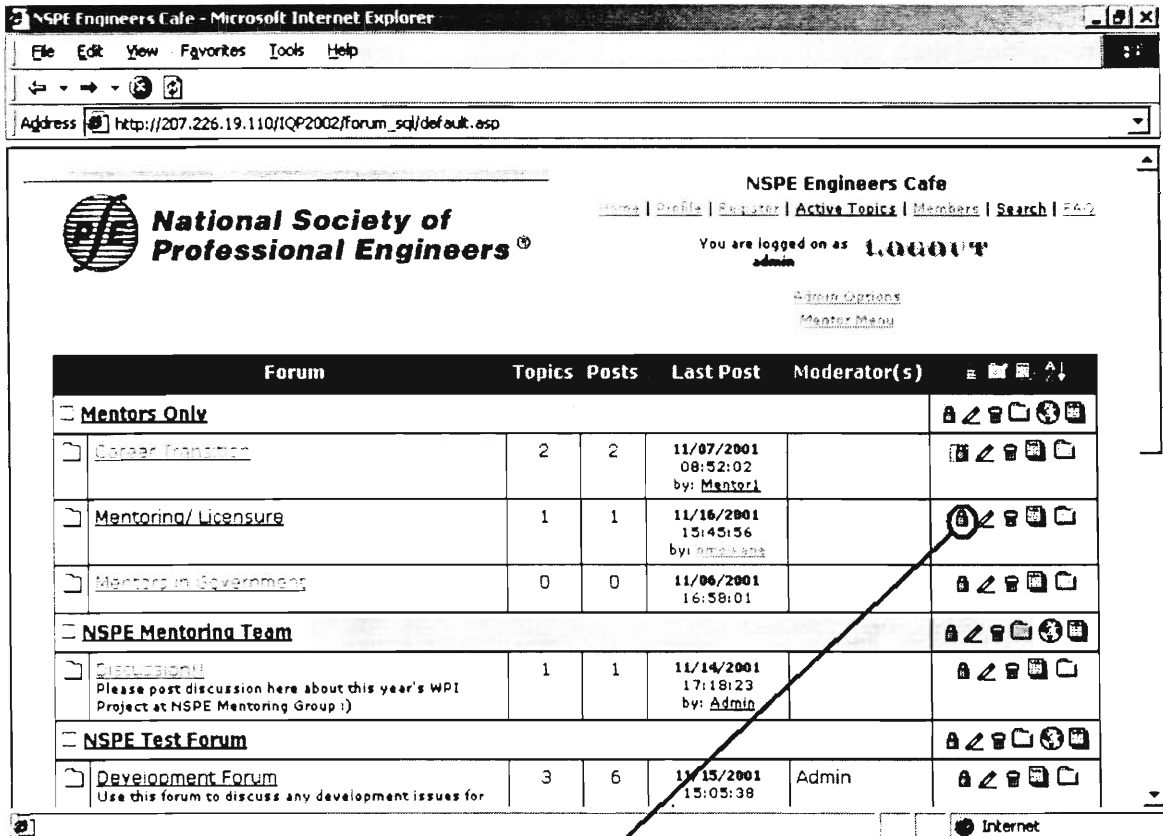 NSPE Engineers Cafe - Microsoft Internet Explorer
File Edit View Favorites Tools Help
Address http://207.226.19.110/IQP2002/forum_sql/default.asp
National Society of
Professional Engineers®
NSPE Engineers Cafe
Home | Profile | Register | Active Topics | Members | Search | FAQ
You are logged on as
admin
LOGOUT
Admin Options
Mentor Menu
Forum Topics Posts Last Post Moderator(s)
Mentors Only
Career Transition 2 2 11/07/2001
08:52:02
by: Mentor1
Mentoring/ Licensure 1 1 11/16/2001
15:45:56
by:
Mentors in Government 0 0 11/06/2001
16:58:01
NSPE Mentoring Team
Discussion!! 1 1 11/14/2001
Please post discussion here about this year's WPI 17:18:23
Project at NSPE Mentoring Group :) by: Admin
NSPE Test Forum
Development Forum 3 6 11/15/2001 Admin
Use this forum to discuss any development issues for 15:05:38
Internet